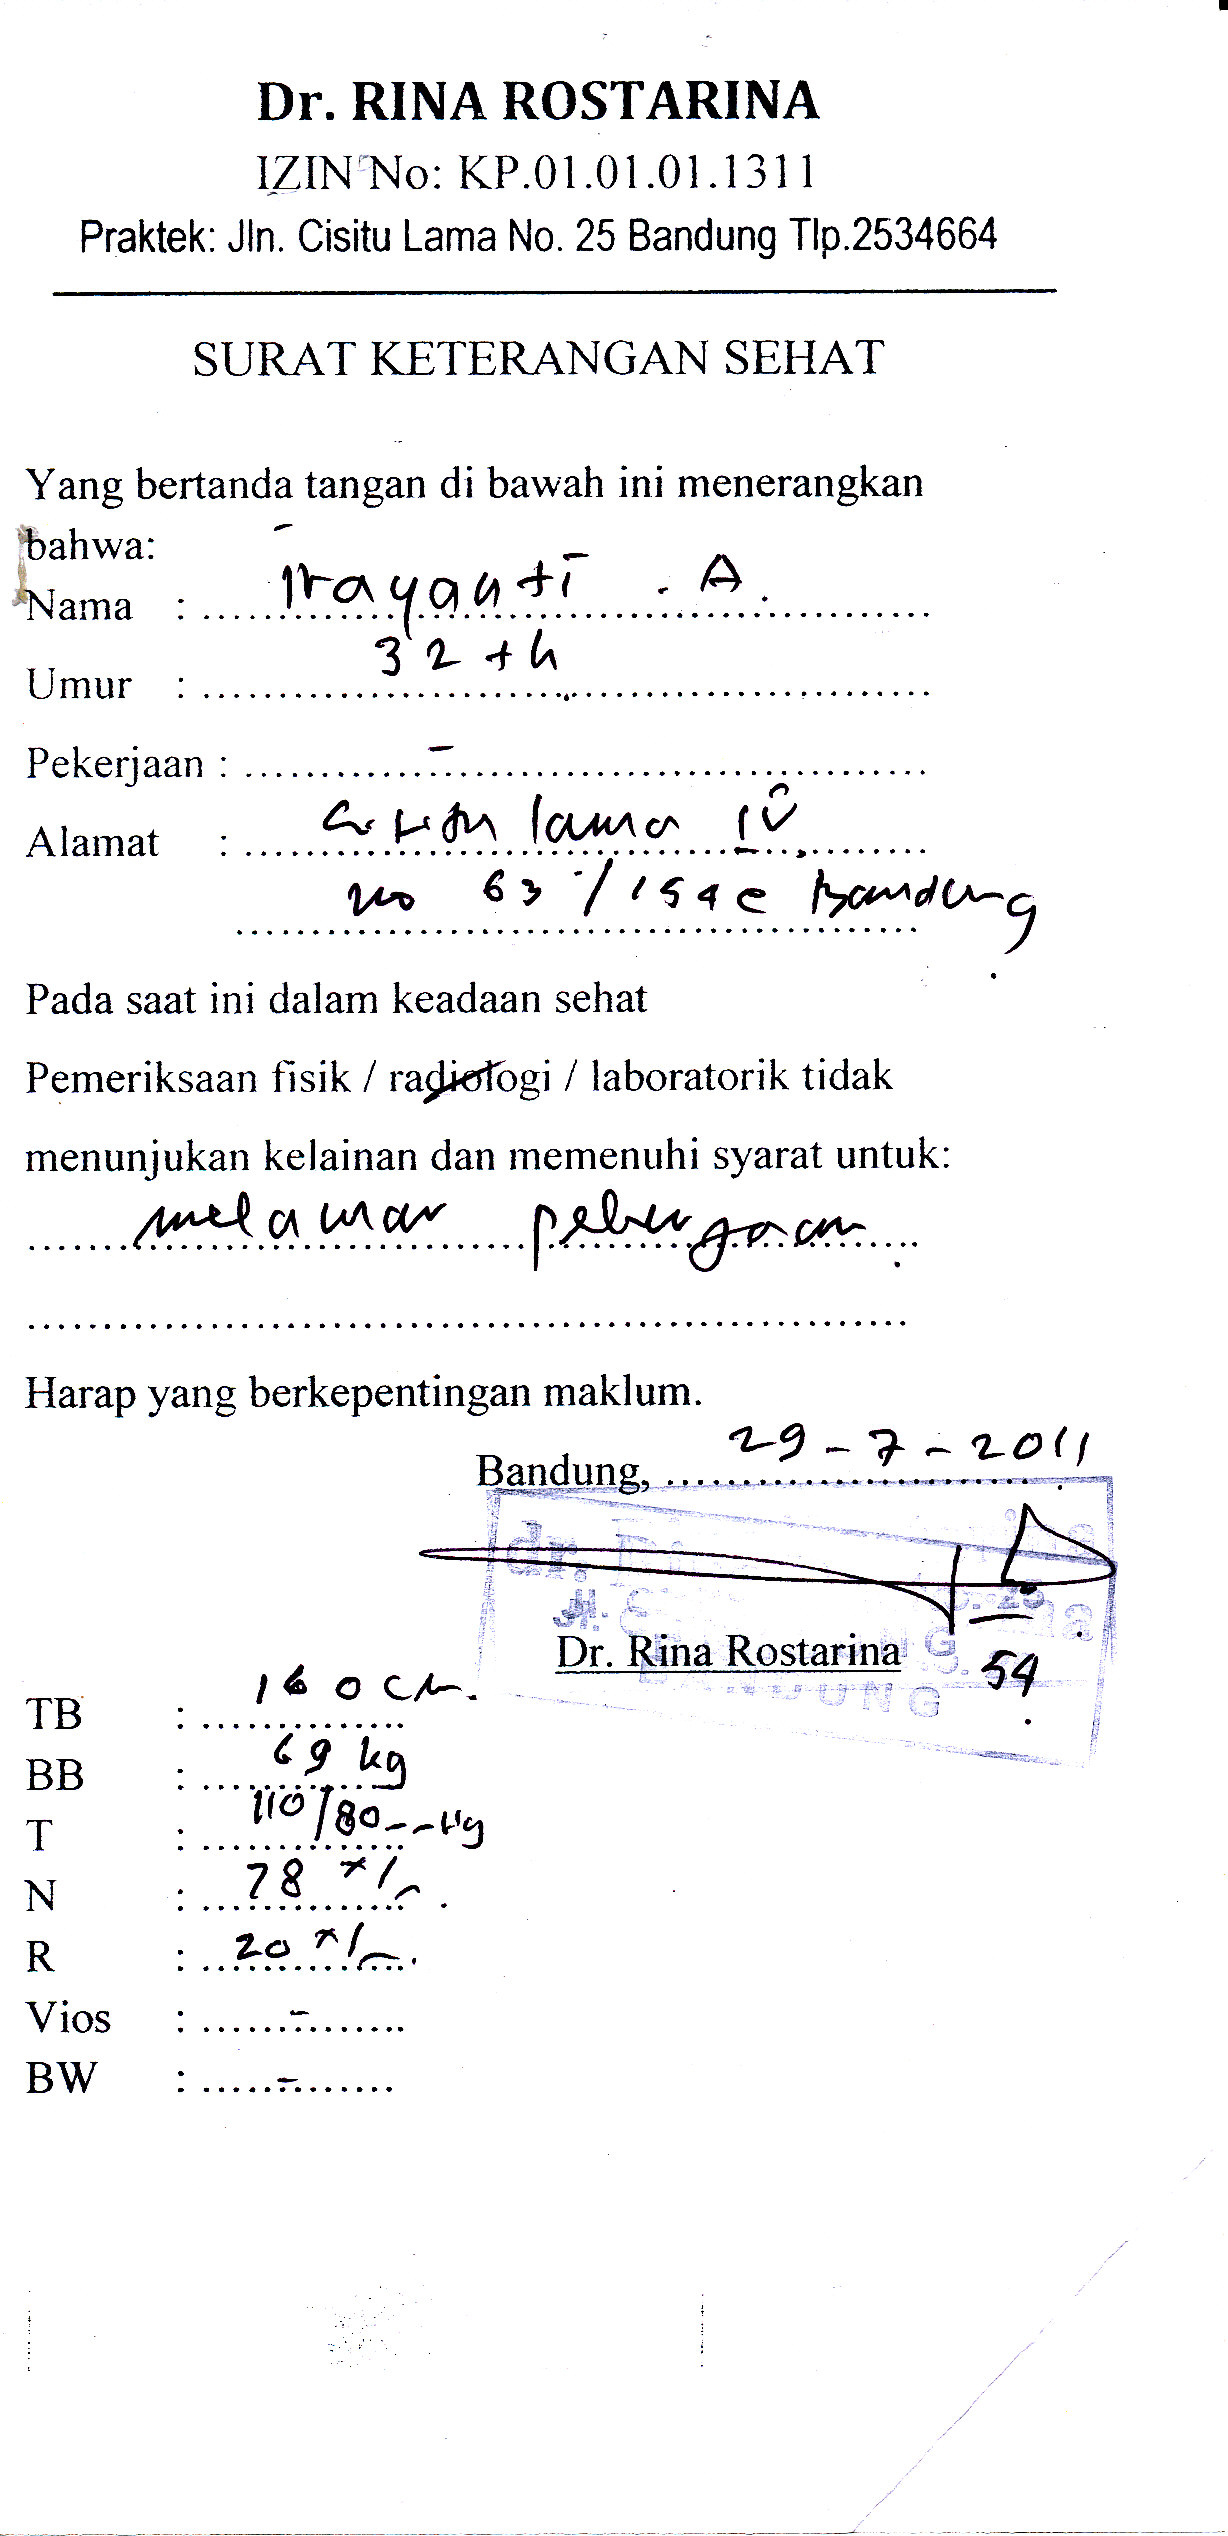 Dr. RINA ROSTARINA
IZIN No: KP.01.01.01.1311
Praktek: Jln. Cisitu Lama No. 25 Bandung Tlp.2534664
SURAT KETERANGAN SEHAT
Yang bertanda tangan di bawah ini menerangkan
bahwa:
Nama : Irayanti . A.
Umur : 32 th
Pekerjaan : -
Alamat : Cisitu lama IV
no 63 /154c Bandung
Pada saat ini dalam keadaan sehat
Pemeriksaan fisik / radiologi / laboratorik tidak
menunjukan kelainan dan memenuhi syarat untuk:
melamar pekerjaan
Harap yang berkepentingan maklum.
Bandung, 29-7-2011
dr.
Jl. C
Dr. Rina Rostarina
54
BANDUNG
TB : 160 cm.
BB : 69 kg
T : 110/80 mmHg
N : 78 x/m
R : 20 x/m
Vios : -
BW : -